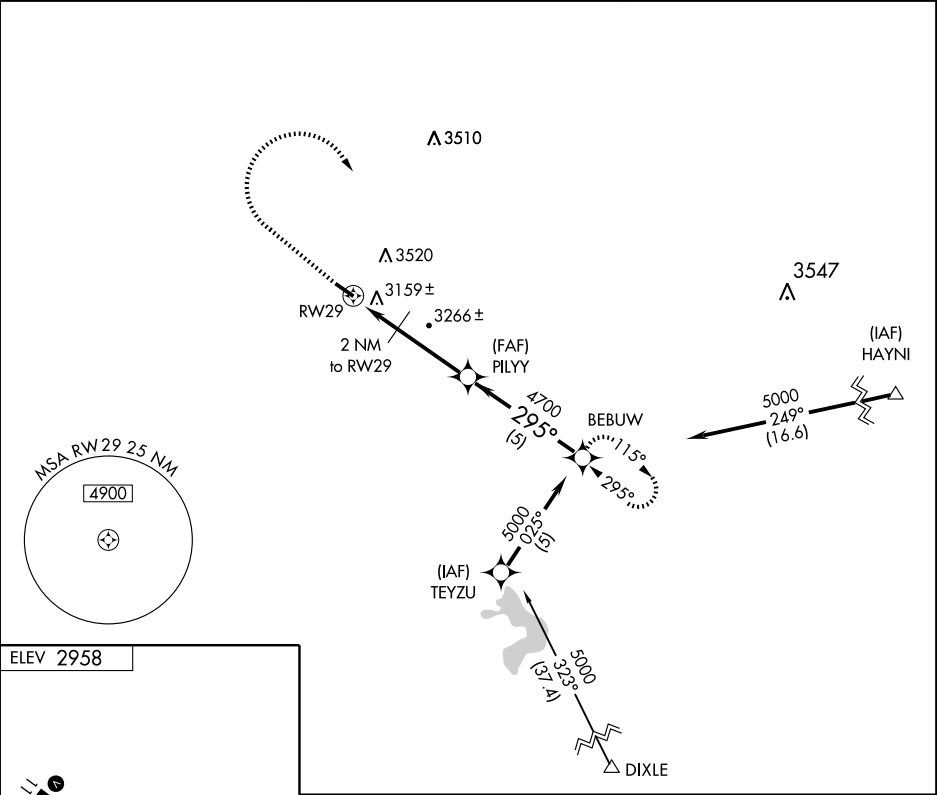 3510
3520
3159 ±
RW29
3266 ±
2 NM
to RW29
(FAF)
PILYY
3547
(IAF)
HAYNI
4700
295°
(5)
BEBUW
5000
249°
(16.6)
115°
295°
MSA RW29 25 NM
4900
5000
025°
(5)
(IAF)
TEYZU
5000
323°
(37.4)
DIXLE
ELEV 2958
11
V